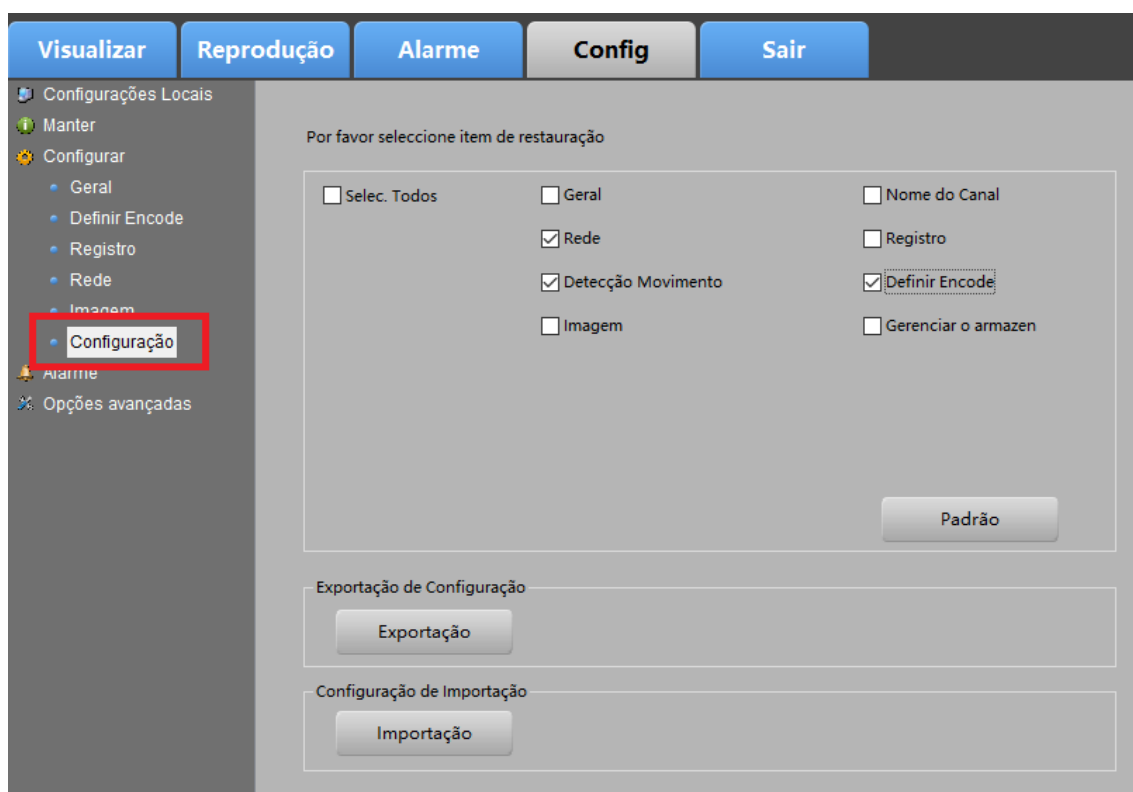 Visualizar Reprodução Alarme Config Sair
Configurações Locais
Manter
Configurar
Geral
Definir Encode
Registro
Rede
Imagem
Configuração
Alarme
Opções avançadas
Por favor seleccione item de restauração
Selec. Todos Geral Nome do Canal
Rede Registro
Detecção Movimento Definir Encode
Imagem Gerenciar o armazen
Padrão
Exportação de Configuração
Exportação
Configuração de Importação
Importação